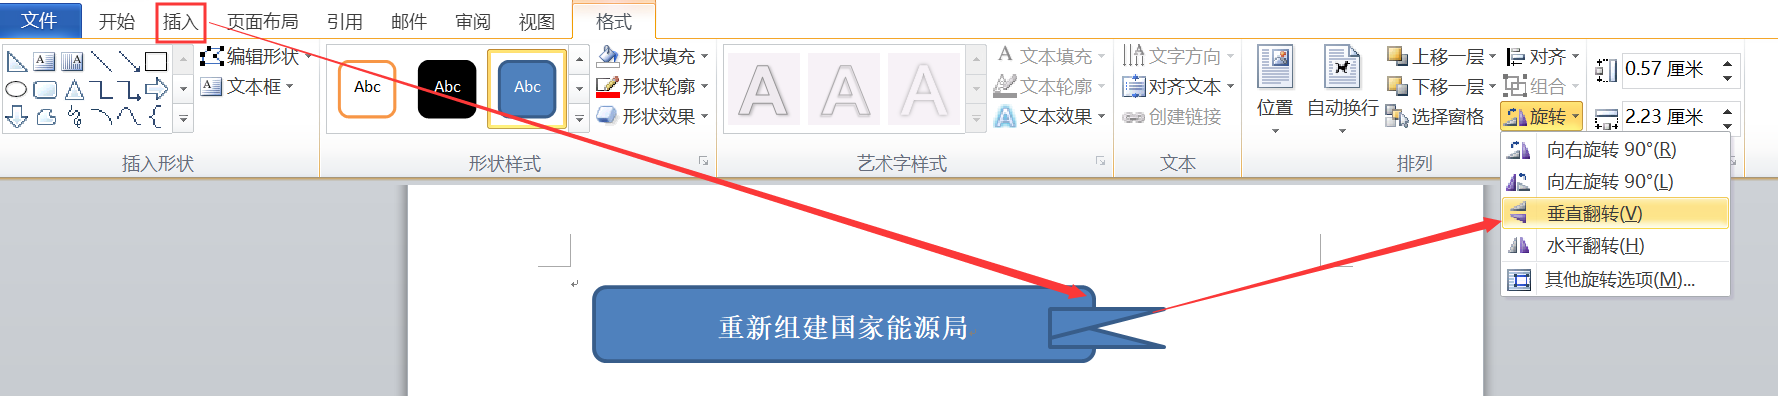 文件 开始 插入 页面布局 引用 邮件 审阅 视图 格式
编辑形状
文本框
插入形状
Abc Abc Abc
形状填充
形状轮廓
形状效果
形状样式
A A A
A 文本填充
文本轮廓
A 文本效果
艺术字样式
文字方向
对齐文本
创建链接
文本
位置
自动换行
上移一层
下移一层
选择窗格
对齐
组合
旋转
排列
0.57 厘米
2.23 厘米
向右旋转 90°(R)
向左旋转 90°(L)
垂直翻转(V)
水平翻转(H)
其他旋转选项(M)...
重新组建国家能源局